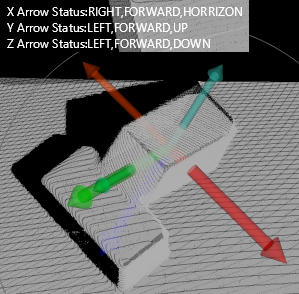 X Arrow Status:RIGHT,FORWARD,HORRIZON
Y Arrow Status:LEFT,FORWARD,UP
Z Arrow Status:LEFT,FORWARD,DOWN